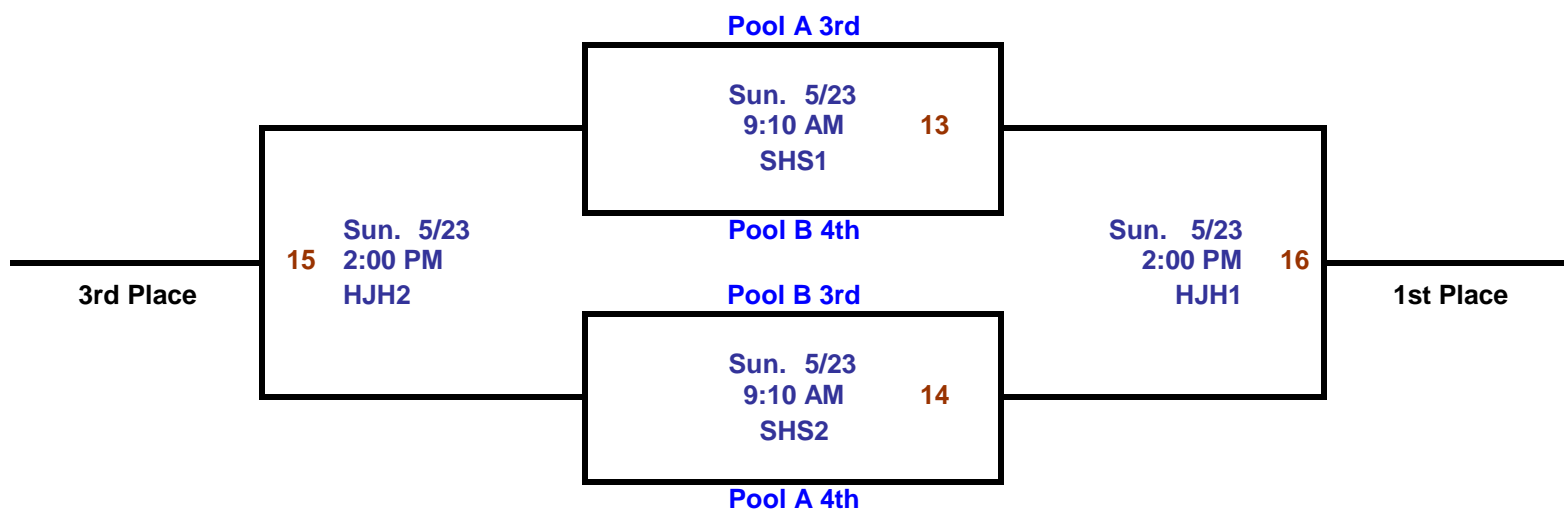 Pool A 3rd
Sun. 5/23
9:10 AM 13
SHS1
Pool B 4th
Sun. 5/23
15 2:00 PM
HJH2
3rd Place
Sun. 5/23
2:00 PM 16
HJH1
1st Place
Pool B 3rd
Sun. 5/23
9:10 AM 14
SHS2
Pool A 4th